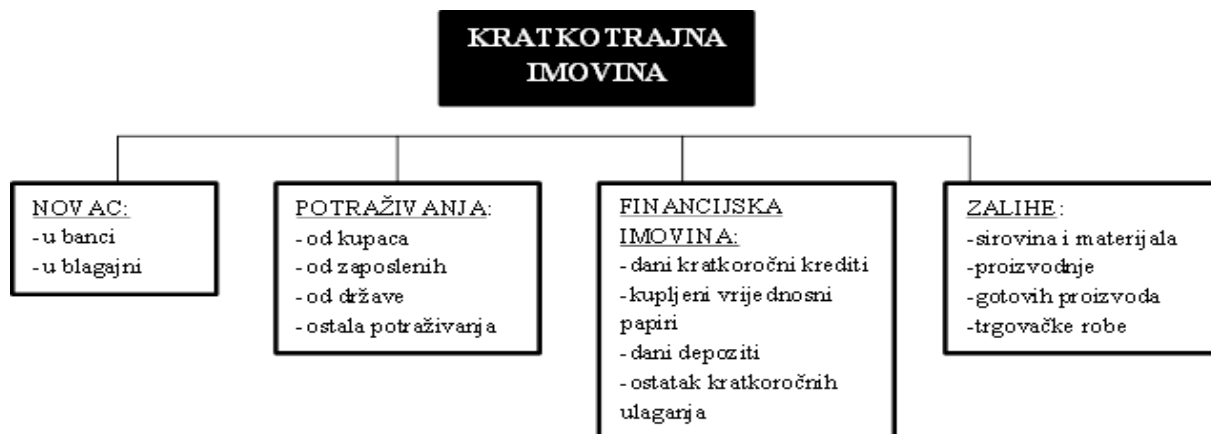 KRATKOTRAJNA
IMOVINA
NOVAC:
-u banci
-u blagajni
POTRAŽIVANJA:
-od kupaca
-od zaposlenih
-od države
-ostala potraživanja
FINANCIJSKA
IMOVINA:
-dani kratkoročni krediti
-kupljeni vrijednosni
papiri
-dani depoziti
-ostatak kratkoročnih
ulaganja
ZALIHE:
-sirovina i materijala
-proizvodnje
-gotovih proizvoda
-trgovačke robe